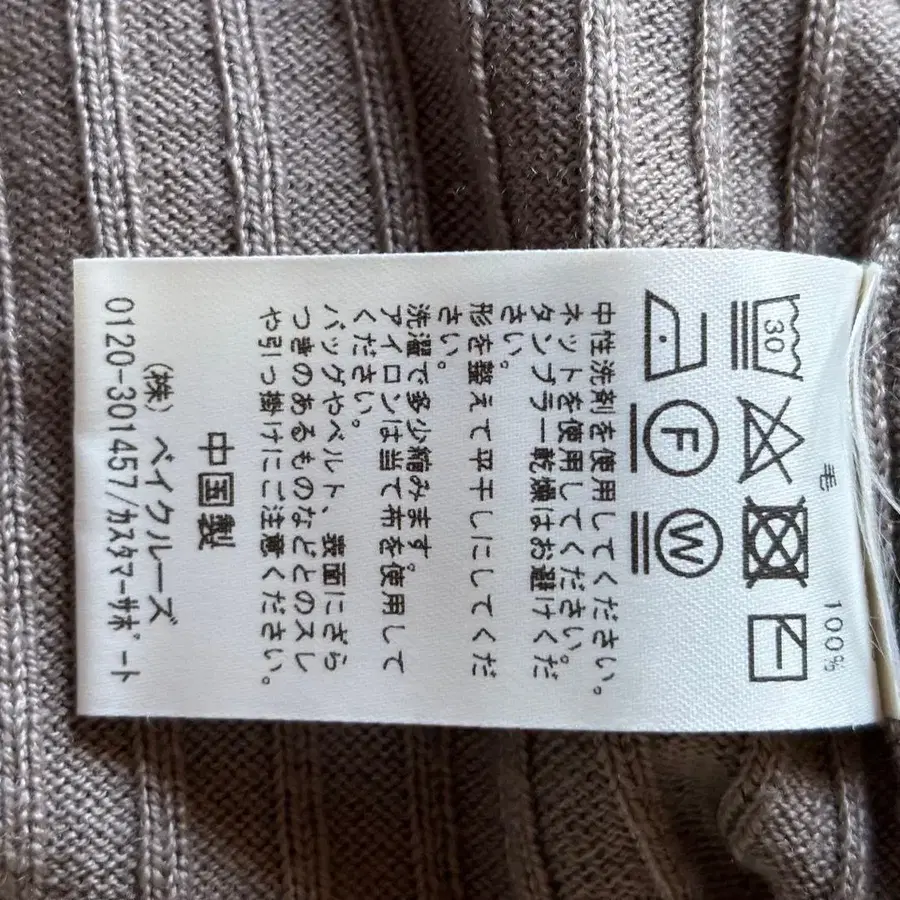 毛 100%
30
F
W
中性洗剤を使用してください。
ネットを使用してください。
タンブラー乾燥はお避けくだ
さい。
形を整えて平干しにしてくだ
さい。
洗濯で多少縮みます。
アイロンは当て布を使用して
ください。
バッグやベルト、表面にざら
つきのあるものなどとのスレ
や引っ掛けにご注意ください。
中国製
(株) ベイクルーズ
0120-301457/カスタマーサポート